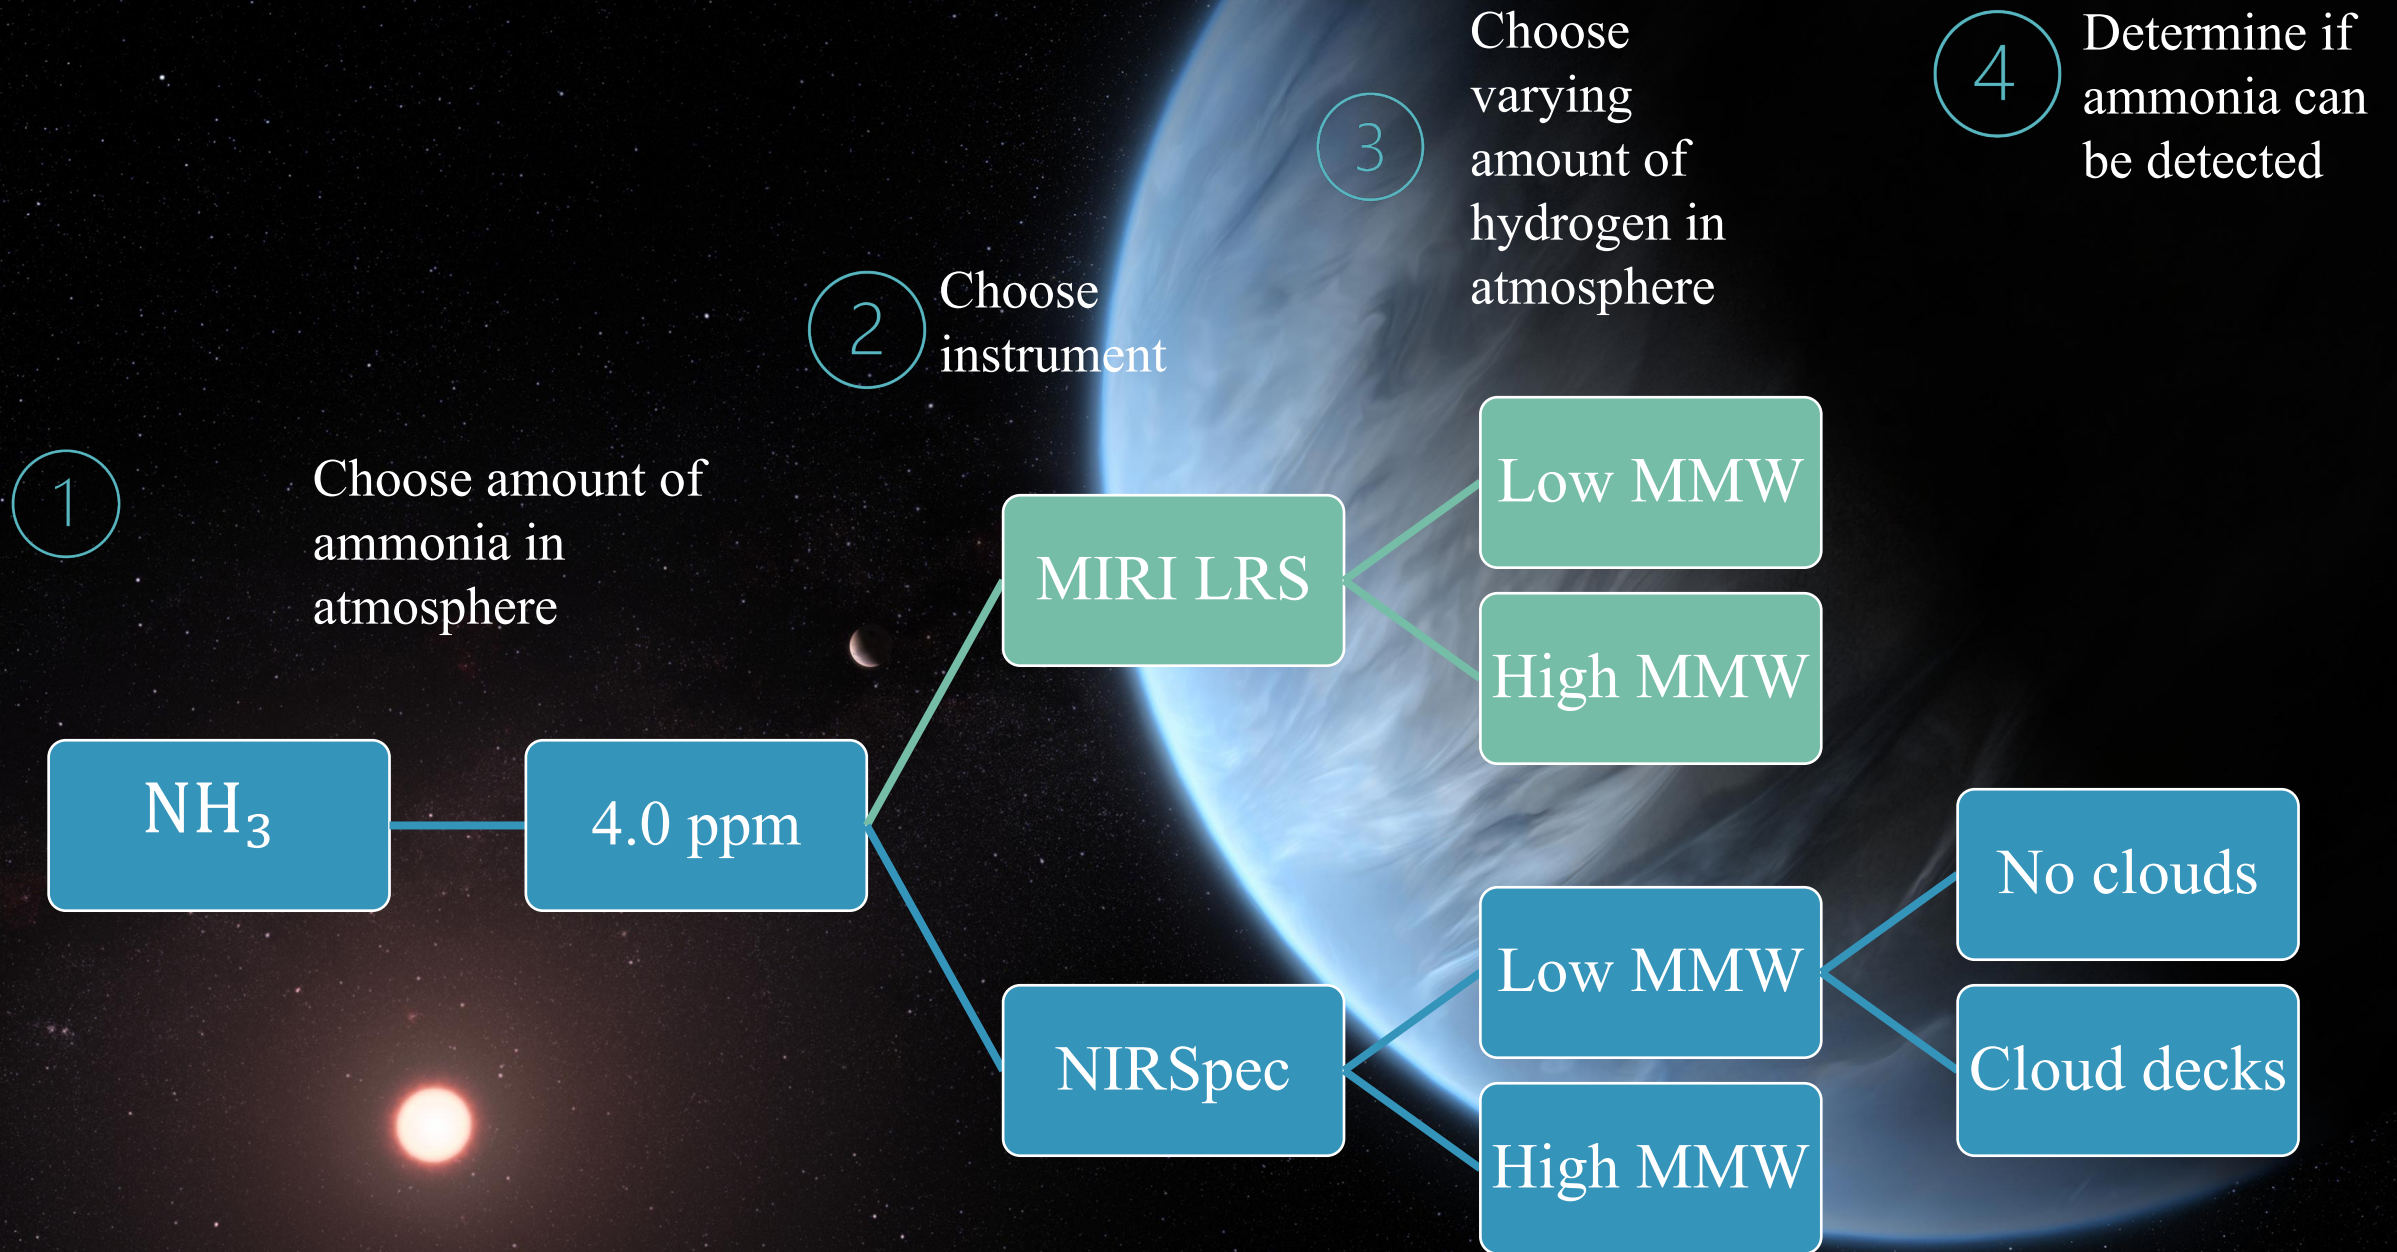 1
Choose amount of
ammonia in
atmosphere
2
Choose
instrument
3
Choose
varying
amount of
hydrogen in
atmosphere
4
Determine if
ammonia can
be detected
NH₃
4.0 ppm
MIRI LRS
Low MMW
High MMW
NIRSpec
Low MMW
High MMW
No clouds
Cloud decks